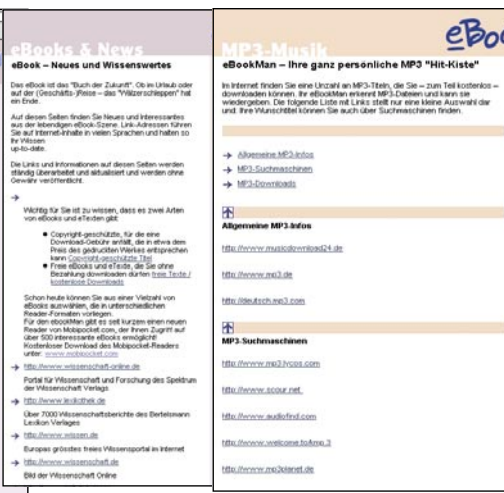 eBooks & News
eBook – Neues und Wissenswertes
Das eBook ist das "Buch der Zukunft". Ob im Urlaub oder
auf der (Geschäfts-)Reise – das "Wälzerschleppen" hat
ein Ende.
Auf diesen Seiten finden Sie Neues und Interessantes
aus der lebendigen eBook-Szene. Link-Adressen führen
Sie auf Internet-Inhalte in vielen Sprachen und halten so
Ihr Wissen
up-to-date.
Die Links und Informationen auf diesen Seiten werden
ständig überarbeitet und aktualisiert und werden ohne
Gewähr veröffentlicht.
Wichtig für Sie ist zu wissen, dass es zwei Arten
von eBooks und eTexten gibt:
Copyright-geschützte, für die eine
Download-Gebühr anfällt, die in etwa dem
Preis des gedruckten Werkes entsprechen
kann Copyright-geschützte Titel
Freie eBooks und eTexte, die Sie ohne
Bezahlung downloaden dürfen freie Texte /
kostenlose Downloads
Schon heute können Sie aus einer Vielzahl von
eBooks auswählen, die in unterschiedlichen
Reader-Formaten vorliegen.
Für den ebookMan gibt es seit kurzem einen neuen
Reader von Mobipocket.com, der Ihnen Zugriff auf
über 500 interessante eBooks ermöglicht!
Kostenloser Download des Mobipocket-Readers
unter: www.mobipocket.com
http://www.wissenschaft-online.de
Portal für Wissenschaft und Forschung des Spektrum
der Wissenschaft Verlags
http://www.lexikothek.de
Über 7000 Wissenschaftsberichte des Bertelsmann
Lexikon Verlages
http://www.wissen.de
Europas grösstes freies Wissensportal im Internet
http://www.wissenschaft.de
Bild der Wissenschaft Online
eBoo
MP3-Musik
eBookMan – Ihre ganz persönliche MP3 "Hit-Kiste"
Im Internet finden Sie eine Unzahl an MP3-Titeln, die Sie – zum Teil kostenlos –
downloaden können. Ihr eBookMan erkennt MP3-Dateien und kann sie
wiedergeben. Die folgende Liste mit Links stellt nur eine kleine Auswahl dar
und. Ihre Wunschtitel können Sie auch über Suchmaschinen finden.
Allgemeine MP3-Infos
MP3-Suchmaschinen
MP3-Downloads
Allgemeine MP3-Infos
http://www.musicdownload24.de
http://www.mp3.de
http://deutsch.mp3.com
MP3-Suchmaschinen
http://www.mp3.lycos.com
http://www.scour.net
http://www.audiofind.com
http://www.welcome.to/kmp.3
http://www.mp3planet.de